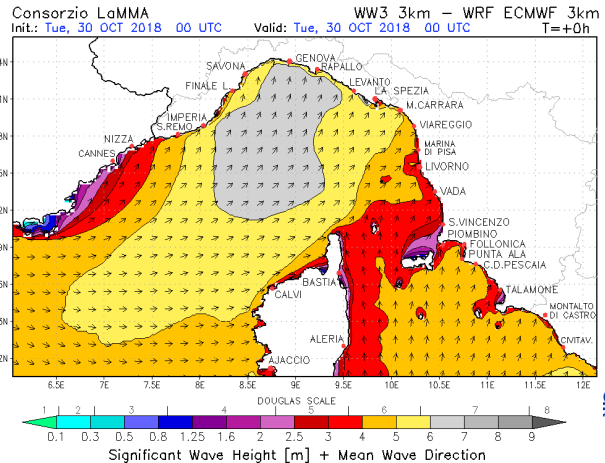 Consorzio LaMMA WW3 3km – WRF ECMWF 3km
Init.: Tue, 30 OCT 2018 00 UTC Valid: Tue, 30 OCT 2018 00 UTC T=+0h
GENOVA
SAVONA
RAPALLO
FINALE L.
LEVANTO
LA SPEZIA
M.CARRARA
IMPERIA
S.REMO
VIAREGGIO
NIZZA
MARINA
DI PISA
CANNES
LIVORNO
VADA
S.VINCENZO
PIOMBINO
FOLLONICA
PUNTA ALA
C.D.PESCAIA
BASTIA
CALVI
TALAMONE
MONTALTO
DI CASTRO
ALERIA
CIVITAV.
AJACCIO
6.5E 7E 7.5E 8E 8.5E 9E 9.5E 10E 10.5E 11E 11.5E 12E
DOUGLAS SCALE
1 2 3 4 5 6 7 8
0.1 0.3 0.5 0.8 1.25 1.6 2 2.5 3 4 5 6 7 8 9
Significant Wave Height [m] + Mean Wave Direction